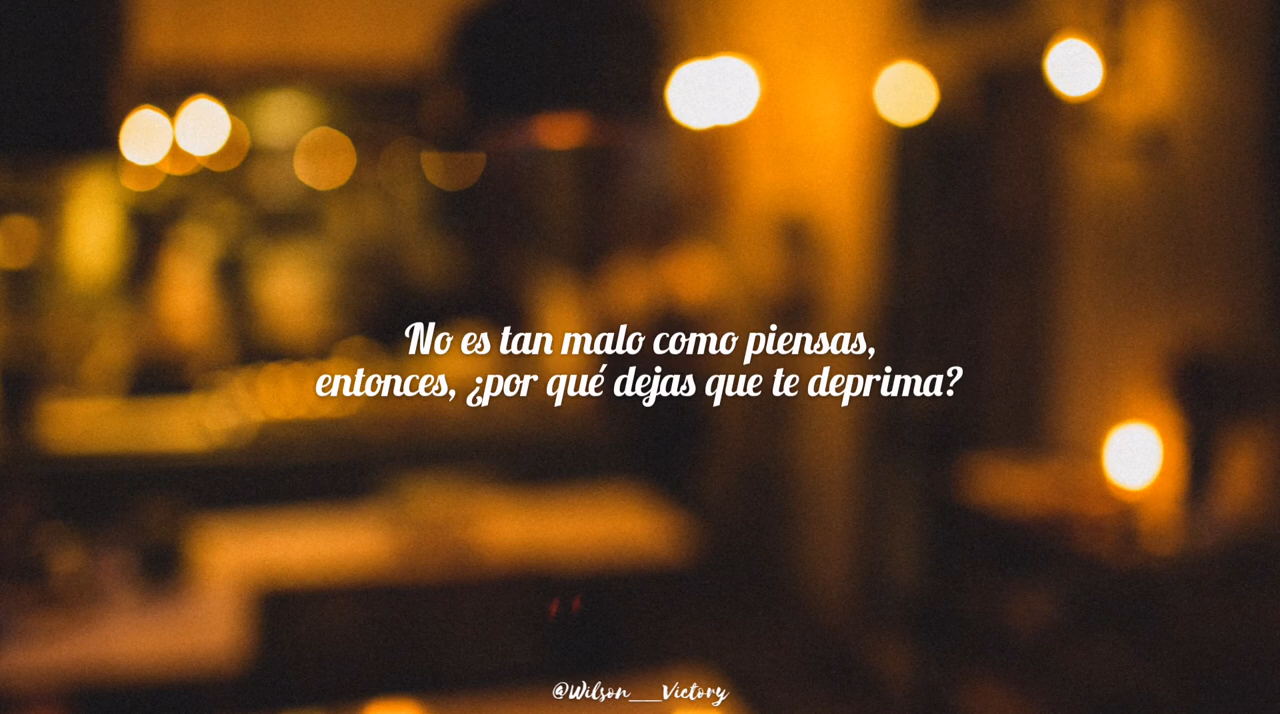 No es tan malo como piensas,
entonces, ¿por qué dejas que te deprima?
@Wilson__Victory